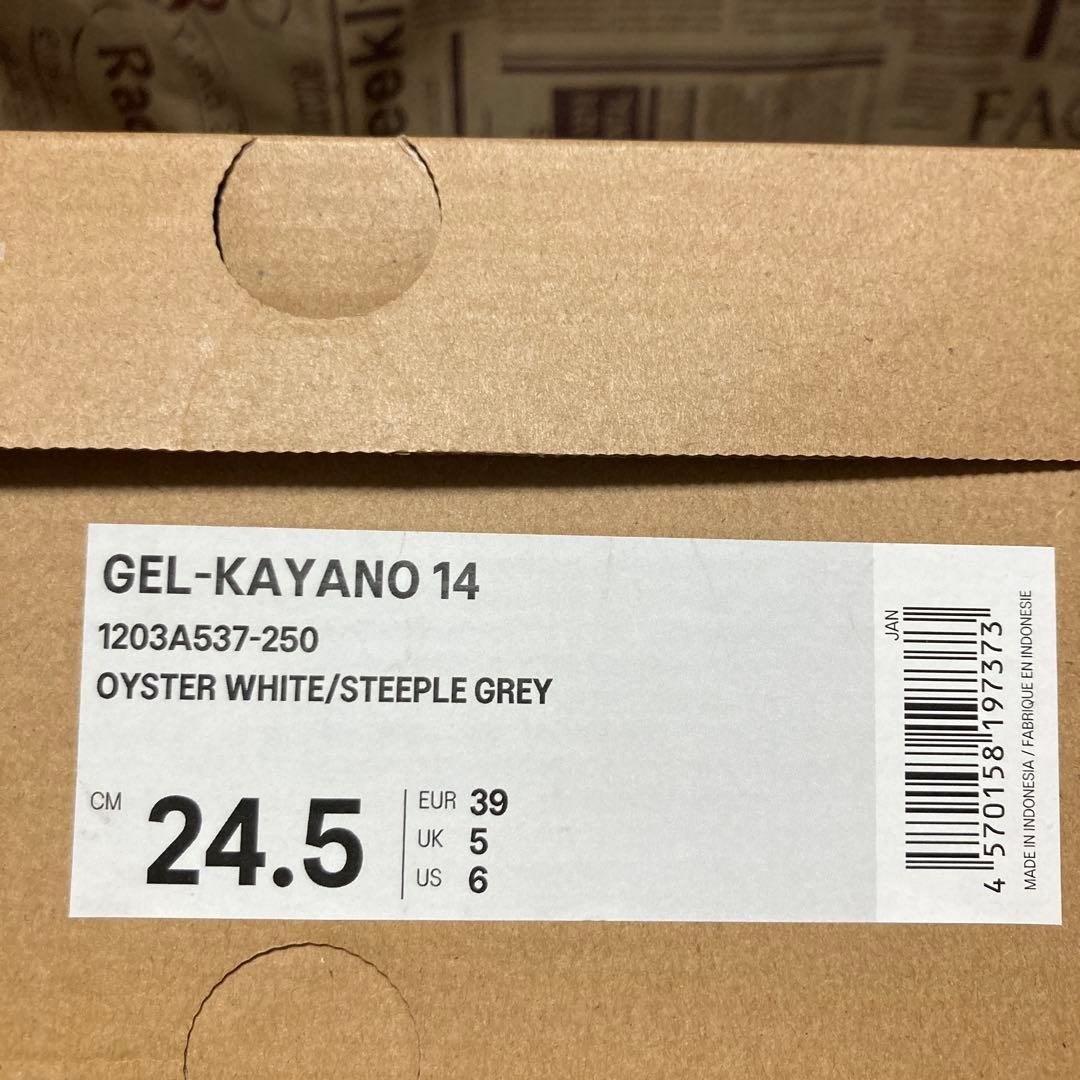 GEL-KAYANO 14
1203A537-250
OYSTER WHITE/STEEPLE GREY
CM 24.5
EUR 39
UK 5
US 6
JAN
4 570158 197373
MADE IN INDONESIA / FABRIQUE EN INDONESIE